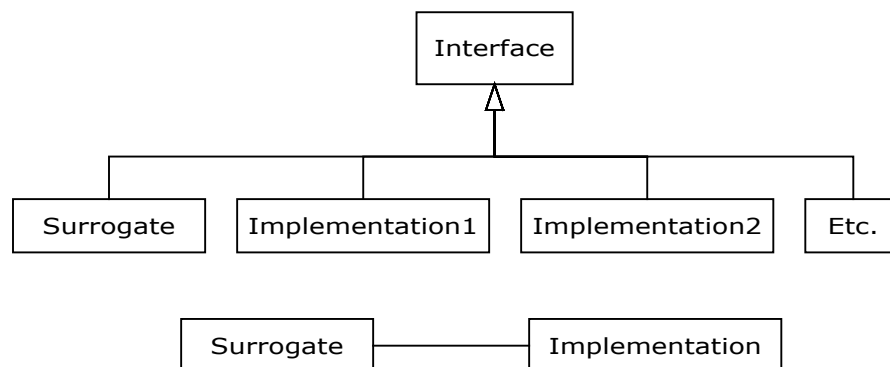 Interface
Surrogate
Implementation1
Implementation2
Etc.
Surrogate
Implementation